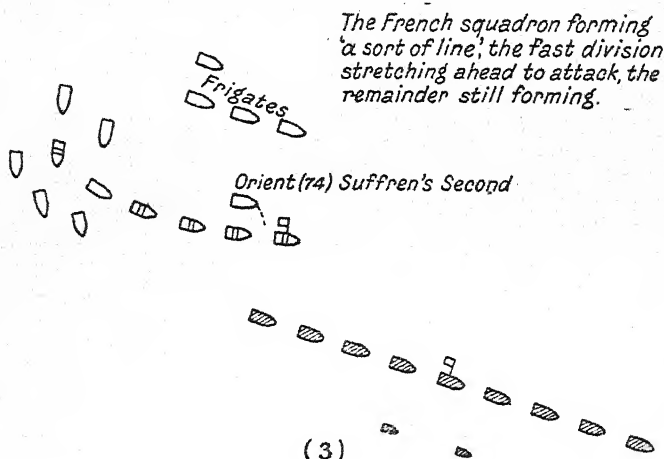 The French squadron forming
'a sort of line', the fast division
stretching ahead to attack, the
remainder still forming.
Frigates
Orient (74) Suffren's Second
(3)